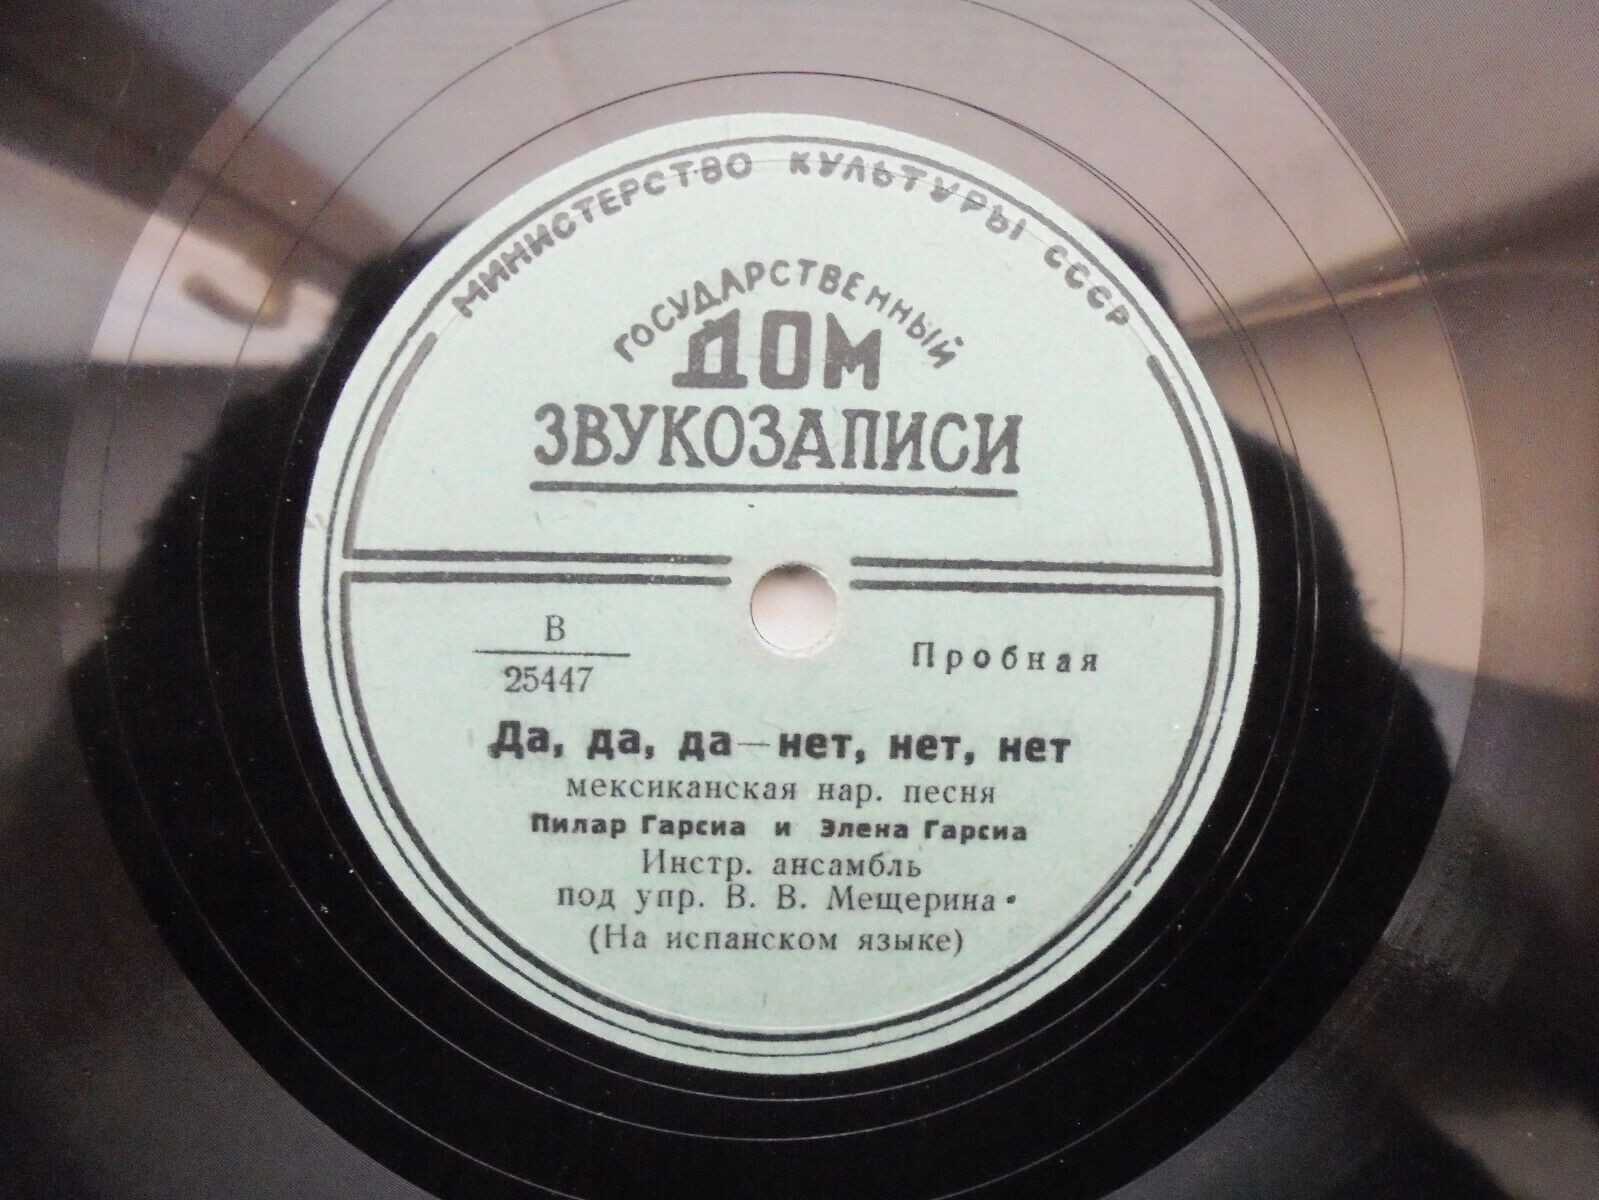 МИНИСТЕРСТВО КУЛЬТУРЫ СССР
ГОСУДАРСТВЕННЫЙ
ДОМ
ЗВУКОЗАПИСИ
В
25447
Пробная
Да, да, да — нет, нет, нет
мексиканская нар. песня
Пилар Гарсиа и Элена Гарсиа
Инстр. ансамбль
под упр. В. В. Мещерина
(На испанском языке)